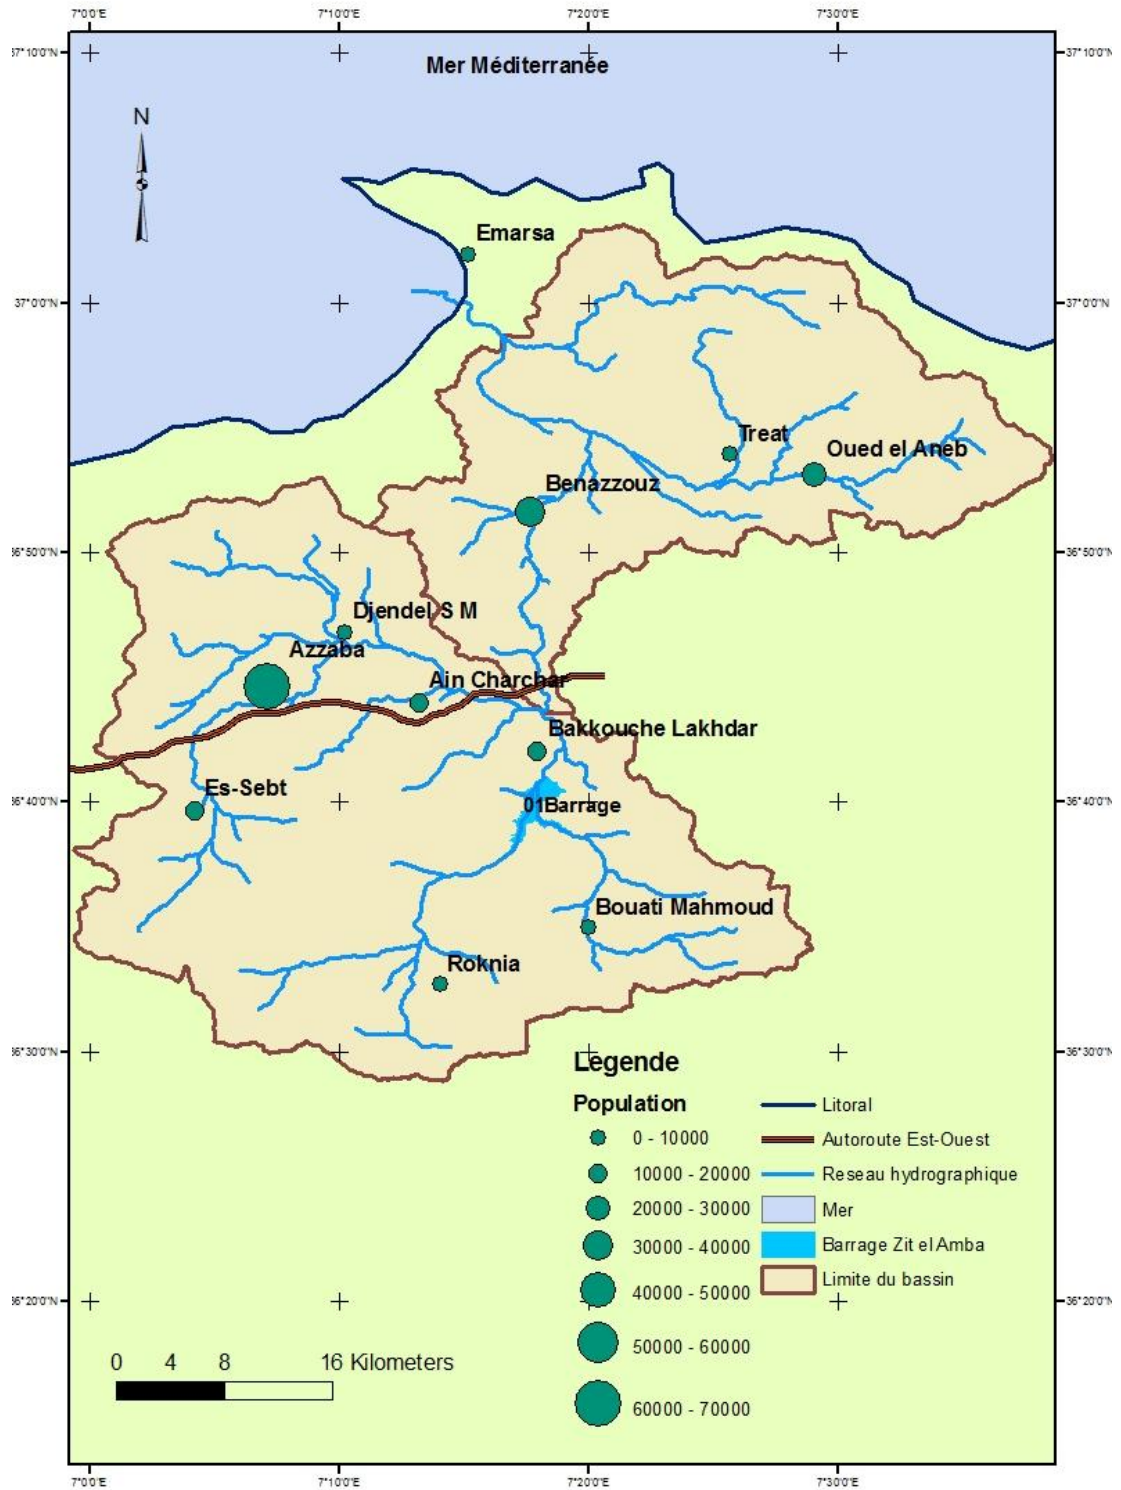 7°0'0"E 7°10'0"E 7°20'0"E 7°30'0"E
37°10'0"N 37°10'0"N
Mer Méditerranée
N
Emarsa
37°0'0"N 37°0'0"N
Treat
Oued el Aneb
Benazzouz
36°50'0"N 36°50'0"N
Djendel S M
Azzaba
Ain Charchar
Bakkouche Lakhdar
Es-Sebt
36°40'0"N 01Barrage 36°40'0"N
Bouati Mahmoud
Roknia
36°30'0"N 36°30'0"N
Legende
Population
0 - 10000
10000 - 20000
20000 - 30000
30000 - 40000
40000 - 50000
50000 - 60000
60000 - 70000
Litoral
Autoroute Est-Ouest
Reseau hydrographique
Mer
Barrage Zit el Amba
Limite du bassin
36°20'0"N 36°20'0"N
0 4 8 16 Kilometers
7°0'0"E 7°10'0"E 7°20'0"E 7°30'0"E